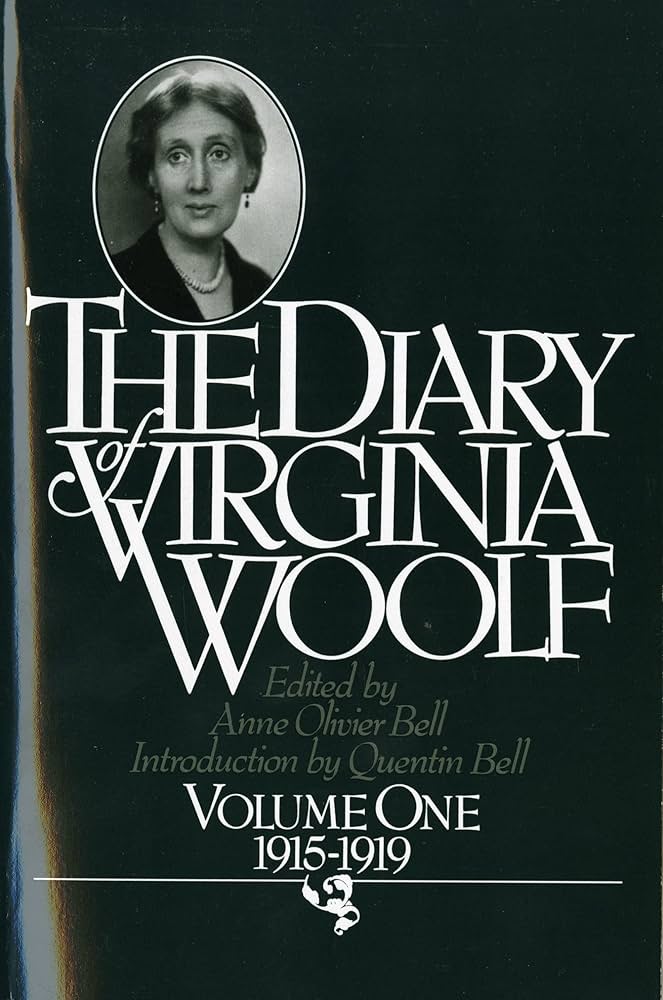 THE DIARY
of VIRGINIA
WOOLF
Edited by
Anne Olivier Bell
Introduction by Quentin Bell
VOLUME ONE
1915-1919